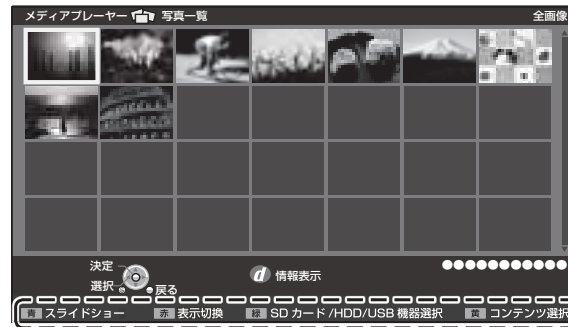 メディアプレーヤー 写真一覧 全画像
決定
選択 戻る
d 情報表示
●●●●●●●●●●●
青 スライドショー 赤 表示切換 緑 SD カード /HDD/USB 機器選択 黄 コンテンツ選択